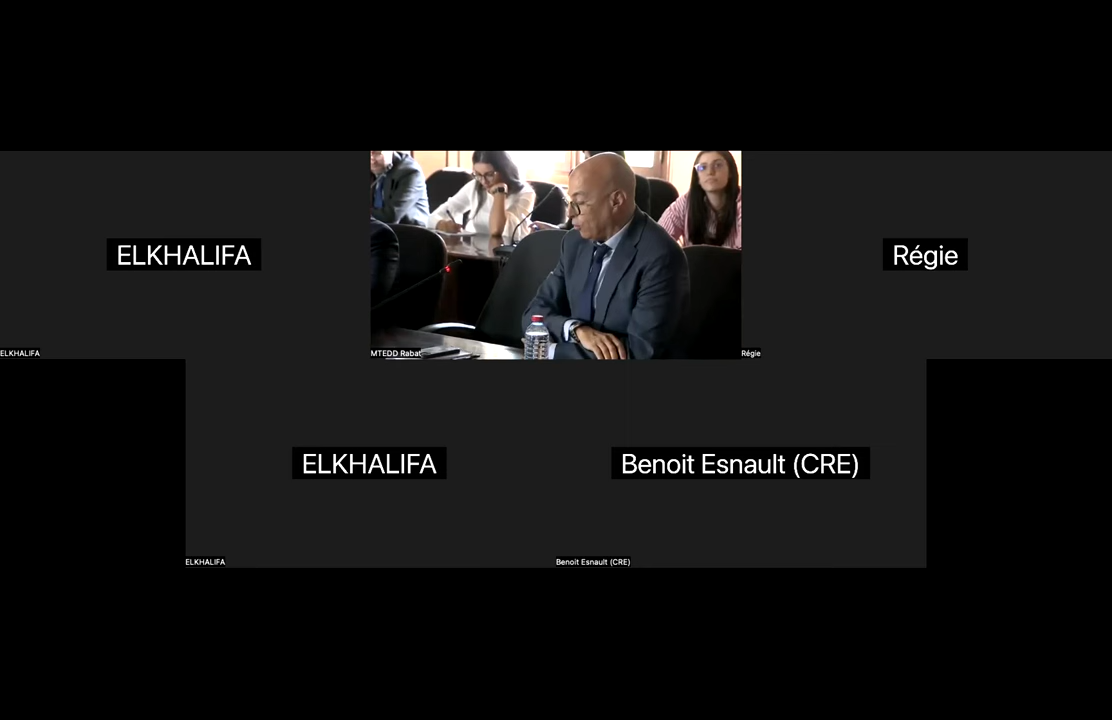 ELKHALIFA
Régie
ELKHALIFA
MTEDD Rabat
Régie
ELKHALIFA
Benoit Esnault (CRE)
ELKHALIFA
Benoit Esnault (CRE)